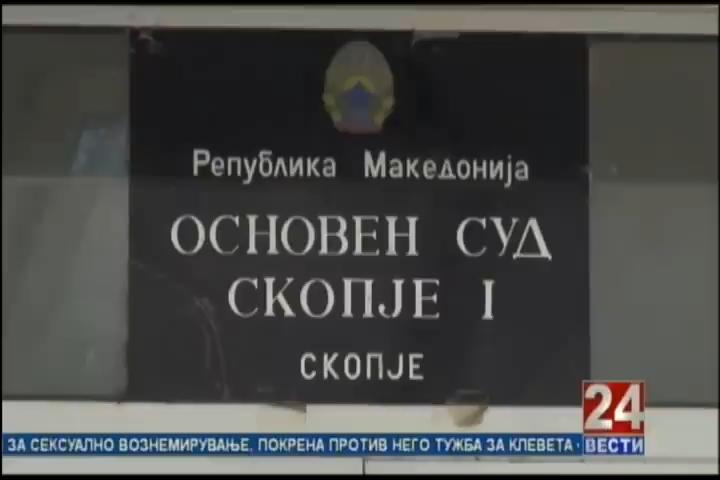 Република Македонија
ОСНОВЕН СУД
СКОПЈЕ I
СКОПЈЕ
24
ВЕСТИ
ЗА СЕКСУАЛНО ВОЗНЕМИРУВАЊЕ, ПОКРЕНА ПРОТИВ НЕГО ТУЖБА ЗА КЛЕВЕТА